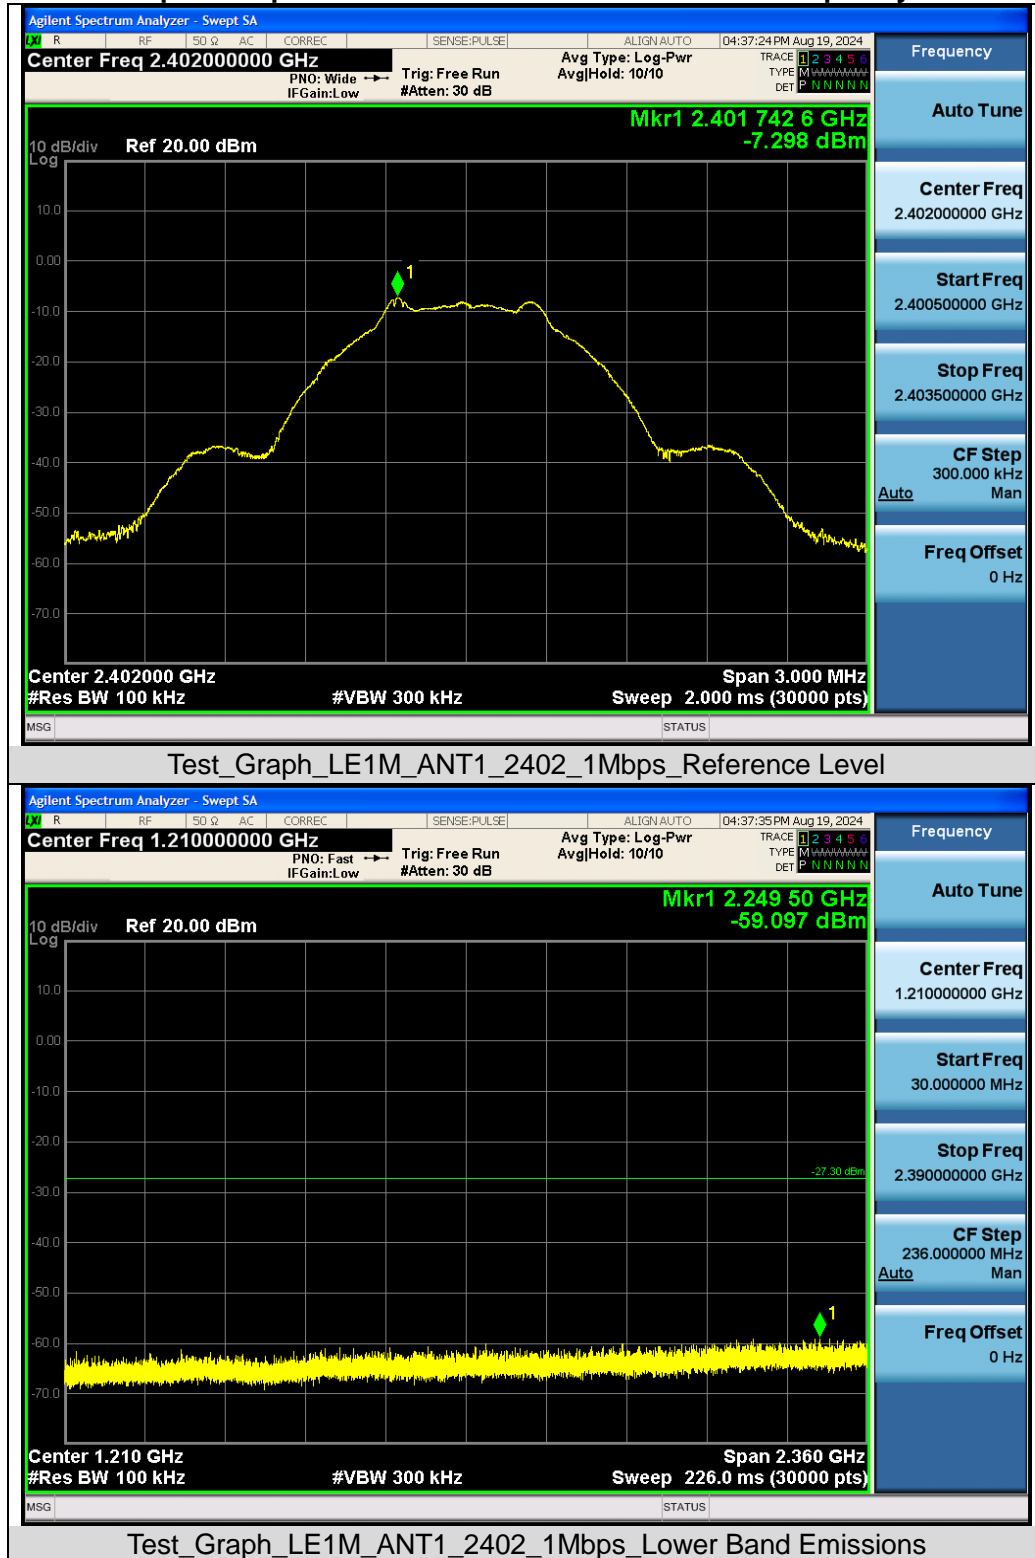 Agilent Spectrum Analyzer - Swept SA
LXI R RF 50 Ω AC CORREC SENSE:PULSE ALIGN AUTO 04:37:24 PM Aug 19, 2024
Center Freq 2.402000000 GHz
PNO: Wide
IFGain:Low
Trig: Free Run
#Atten: 30 dB
Avg Type: Log-Pwr
Avg|Hold: 10/10
TRACE 1 2 3 4 5 6
TYPE M
DET P N N N N N
Frequency
Mkr1 2.401 742 6 GHz
-7.298 dBm
10 dB/div Ref 20.00 dBm
Log
10.0
0.00
-10.0
-20.0
-30.0
-40.0
-50.0
-60.0
-70.0
1
Center 2.402000 GHz Span 3.000 MHz
#Res BW 100 kHz #VBW 300 kHz Sweep 2.000 ms (30000 pts)
MSG STATUS
Auto Tune
Center Freq
2.402000000 GHz
Start Freq
2.400500000 GHz
Stop Freq
2.403500000 GHz
CF Step
300.000 kHz
Auto Man
Freq Offset
0 Hz
Test_Graph_LE1M_ANT1_2402_1Mbps_Reference Level
Agilent Spectrum Analyzer - Swept SA
LXI R RF 50 Ω AC CORREC SENSE:PULSE ALIGN AUTO 04:37:35 PM Aug 19, 2024
Center Freq 1.210000000 GHz
PNO: Fast
IFGain:Low
Trig: Free Run
#Atten: 30 dB
Avg Type: Log-Pwr
Avg|Hold: 10/10
TRACE 1 2 3 4 5 6
TYPE M
DET P N N N N N
Frequency
Mkr1 2.249 50 GHz
-59.097 dBm
10 dB/div Ref 20.00 dBm
Log
10.0
0.00
-10.0
-20.0
-30.0
-40.0
-50.0
-60.0
-70.0
-27.30 dBm
1
Center 1.210 GHz Span 2.360 GHz
#Res BW 100 kHz #VBW 300 kHz Sweep 226.0 ms (30000 pts)
MSG STATUS
Auto Tune
Center Freq
1.210000000 GHz
Start Freq
30.000000 MHz
Stop Freq
2.390000000 GHz
CF Step
236.000000 MHz
Auto Man
Freq Offset
0 Hz
Test_Graph_LE1M_ANT1_2402_1Mbps_Lower Band Emissions